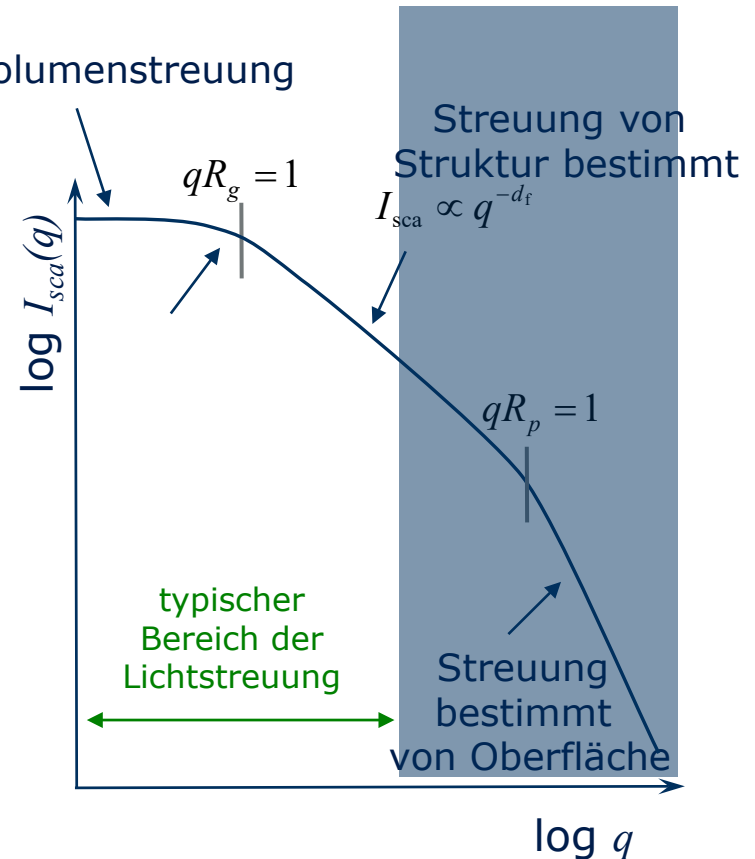 olumenstreuung
Streuung von
Struktur bestimmt
qR_g = 1
I_sca ∝ q^{-d_f}
log I_sca(q)
qR_p = 1
typischer
Bereich der
Lichtstreuung
Streuung
bestimmt
von Oberfläche
log q